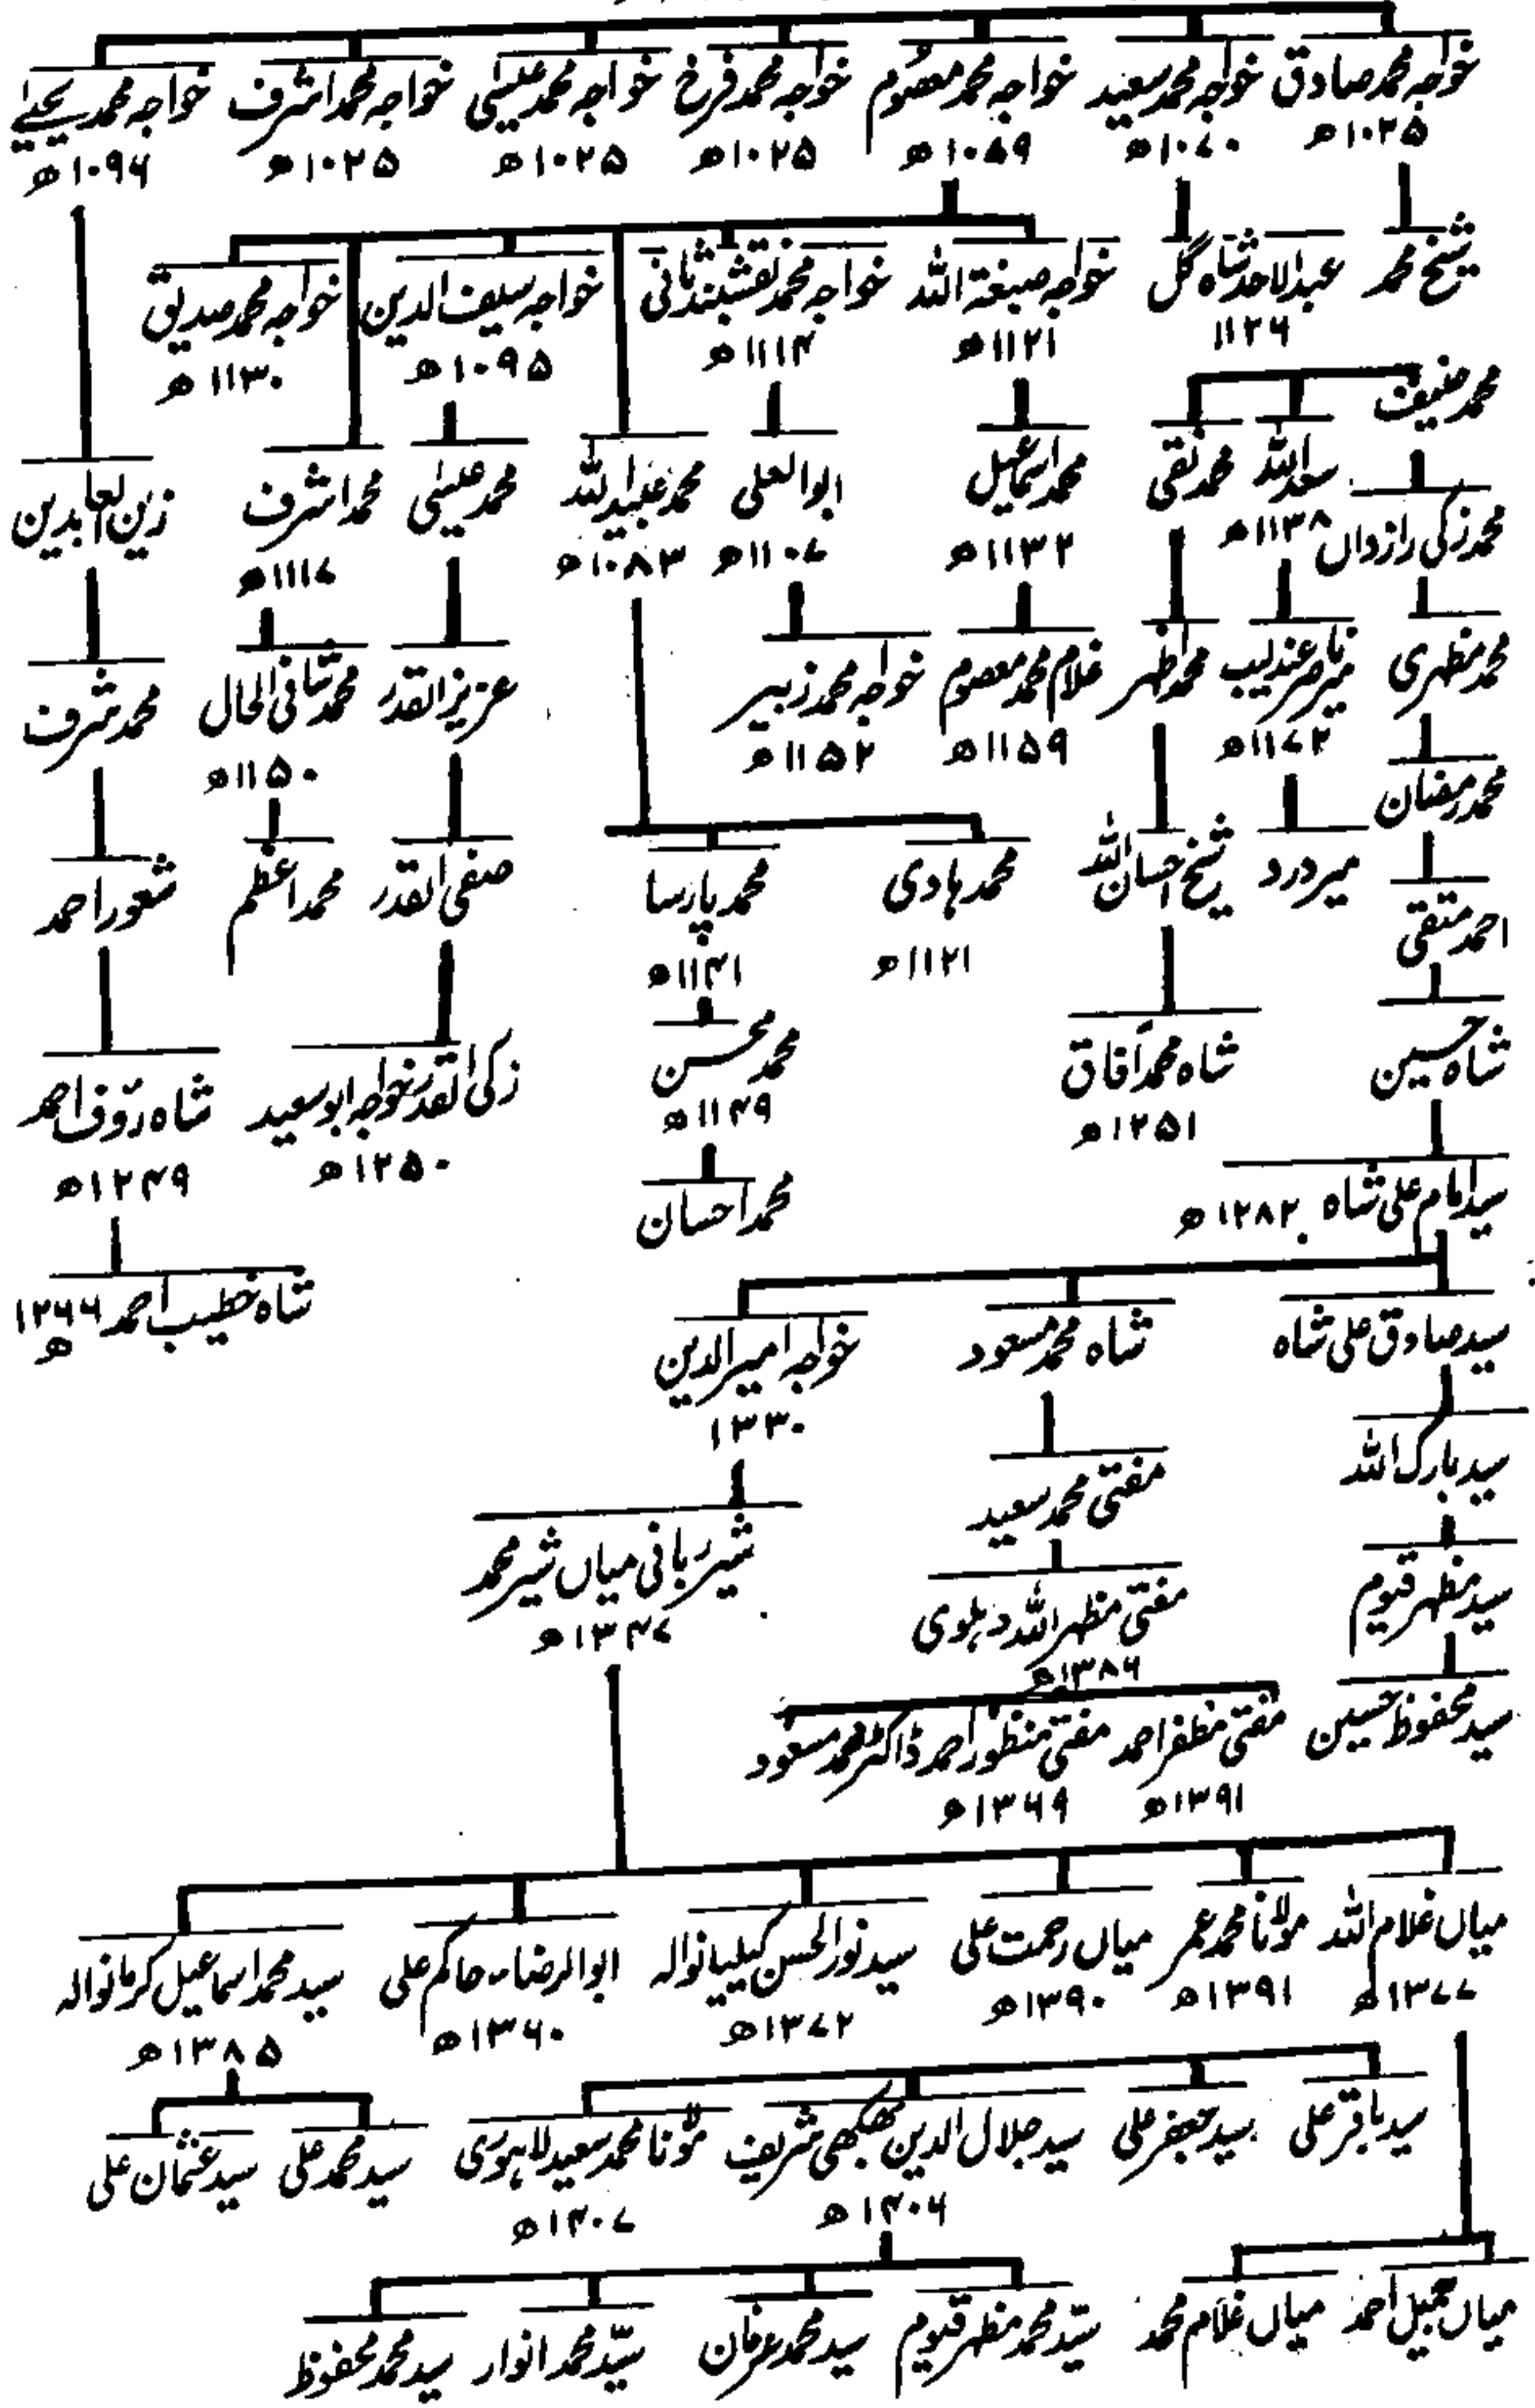 خواجہ محمد صادق خواجہ محمد سعید خواجہ محمد معصوم خواجہ محمد فرخ خواجہ محمد عیسٰی خواجہ محمد اشرف خواجہ محمد یحییٰ
۱۰۲۵ھ ۱۰۷۰ھ ۱۰۷۹ھ ۱۰۲۵ھ ۱۰۲۵ھ ۱۰۲۵ھ ۱۰۹۶ھ
شیخ محمد عبدالاحد شاہ گل خواجہ صبغۃ اللہ خواجہ محمد نقشبند ثانی خواجہ سیف الدین خواجہ محمد صدیق
۱۱۲۶ ۱۱۲۱ھ ۱۱۱۴ھ ۱۰۹۵ھ ۱۱۳۰ھ
محمد حنیف
سعد اللہ محمد نقی محمد اسماعیل ابوالعلی محمد عبید اللہ محمد عیسٰی محمد اشرف زین العابدین
محمد زکی رازداں ۱۱۳۸ھ ۱۱۳۲ھ ۱۱۰۷ھ ۱۰۸۳ھ ۱۱۱۷ھ
محمد مظہری میر ناصر عندلیب محمد اظہر غلام محمد معصوم خواجہ محمد زبیر عزیز القدر محمد ثانی الحال محمد شرف
۱۱۷۲ھ ۱۱۵۹ھ ۱۱۵۲ھ ۱۱۵۰ھ
محمد رمضان
میر درد شیخ احسان اللہ محمد ہادی محمد پارسا صفی القدر محمد اعظم شعور احمد
احمد متقی ۱۱۲۱ھ ۱۱۴۱ھ
شاہ حسین شاہ محمد آفاق محمد محسن زکی القدر خواجہ ابو سعید شاہ رؤف احمد
۱۲۵۱ھ ۱۱۴۹ھ ۱۲۵۰ھ ۱۲۴۹ھ
سید امام علی شاہ ۱۲۸۲ھ محمد احسان
شاہ خطیب احمد ۱۲۶۶ھ
سید صادق علی شاہ شاہ محمد مسعود خواجہ امیر الدین
۱۳۳۰
سید بارک اللہ مفتی محمد سعید
شیر ربانی میاں شیر محمد
۱۳۴۷ھ
سید مظہر قیوم مفتی مظہر اللہ دہلوی
۱۳۸۶ھ
سید محفوظ حسین مفتی مظفر احمد مفتی منظور احمد ڈاکٹر محمد مسعود
۱۳۹۱ھ ۱۳۶۹ھ
میاں غلام اللہ مولانا محمد عمر میاں رحمت علی سید نور الحسن کیلیانوالہ ابوالرضا حاکم علی سید محمد اسماعیل کرمانوالہ
۱۳۷۷ھ ۱۳۹۱ھ ۱۳۹۰ھ ۱۳۷۲ھ ۱۳۶۰ھ ۱۳۸۵ھ
سید باقر علی سید جعفر علی سید جلال الدین بھکھی شریف مولانا محمد سعید لاہوری سید محمد علی سید عثمان علی
۱۴۰۶ھ ۱۴۰۷ھ
میاں جمیل احمد میاں غلام محمد سیّد محمد مظہر قیوم سید محمد عرفان سیّد محمد انوار سید محمد محفوظ